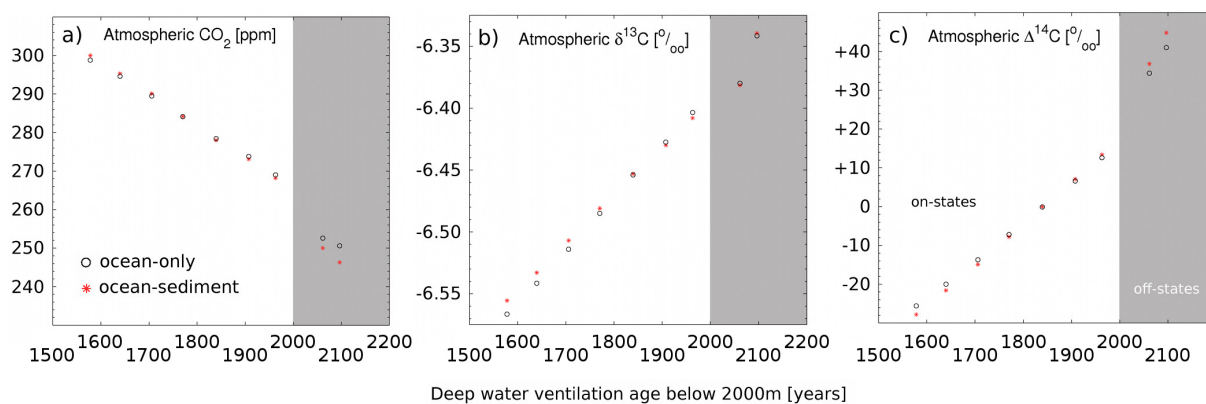 a) Atmospheric CO2 [ppm]
300
290
280
270
260
250
240
ocean-only
ocean-sediment
1500 1600 1700 1800 1900 2000 2100 2200
b) Atmospheric δ13C [o/oo]
-6.35
-6.40
-6.45
-6.50
-6.55
1500 1600 1700 1800 1900 2000 2100 2200
c) Atmospheric Δ14C [o/oo]
+40
+30
+20
+10
0
-10
-20
on-states
off-states
1500 1600 1700 1800 1900 2000 2100
Deep water ventilation age below 2000m [years]